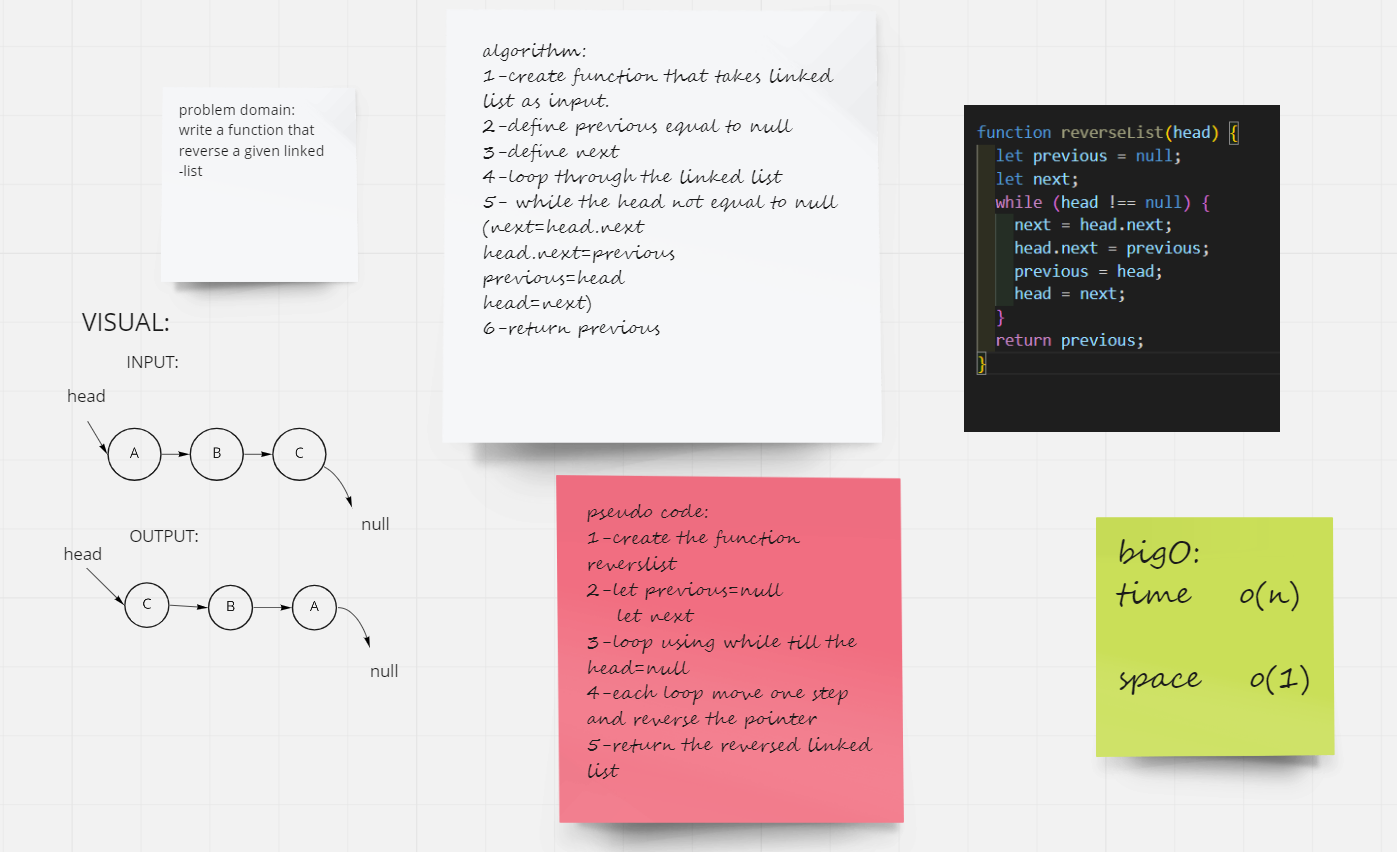 problem domain:
write a function that
reverse a given linked
-list
VISUAL:
INPUT:
head
A
B
C
null
OUTPUT:
head
C
B
A
null
algorithm:
1-create function that takes linked
list as input.
2-define previous equal to null
3-define next
4-loop through the linked list
5- while the head not equal to null
(next=head.next
head.next=previous
previous=head
head=next)
6-return previous
pseudo code:
1-create the function
reverslist
2-let previous=null
let next
3-loop using while till the
head=null
4-each loop move one step
and reverse the pointer
5-return the reversed linked
list
function reverseList(head) {
let previous = null;
let next;
while (head !== null) {
next = head.next;
head.next = previous;
previous = head;
head = next;
}
return previous;
}
bigO:
time o(n)
space o(1)